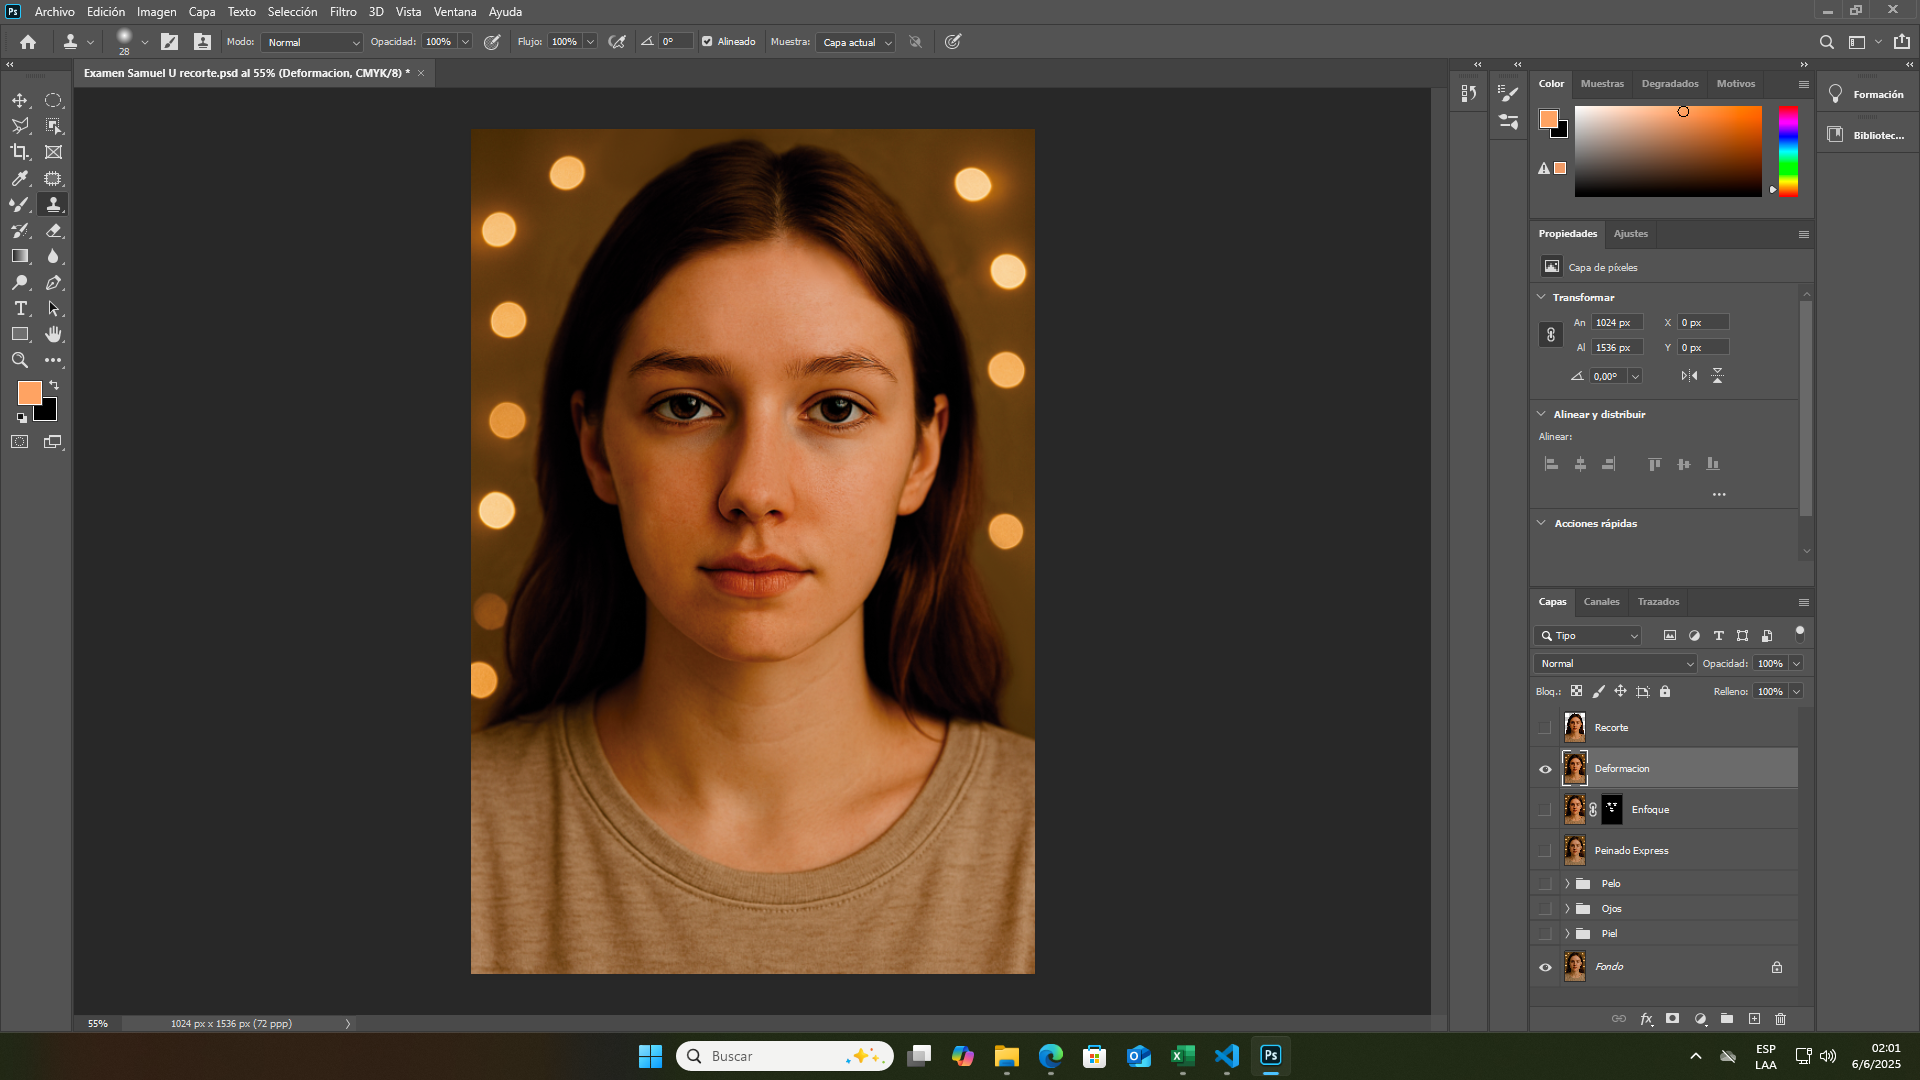 Ps
Archivo Edición Imagen Capa Texto Selección Filtro 3D Vista Ventana Ayuda
28 Modo: Normal Opacidad: 100% Flujo: 100% 0° Alineado Muestra: Capa actual
Examen Samuel U recorte.psd al 55% (Deformacion, CMYK/8) *
Color Muestras Degradados Motivos
Formación
Bibliotec...
Propiedades Ajustes
Capa de píxeles
Transformar
An 1024 px X 0 px
Al 1536 px Y 0 px
0,00°
Alinear y distribuir
Alinear:
Acciones rápidas
Capas Canales Trazados
Tipo
Normal Opacidad: 100%
Bloq.: Relleno: 100%
Recorte
Deformacion
Enfoque
Peinado Express
Pelo
Ojos
Piel
Fondo
fx
55% 1024 px x 1536 px (72 ppp)
Buscar
Ps
ESP
LAA
02:01
6/6/2025